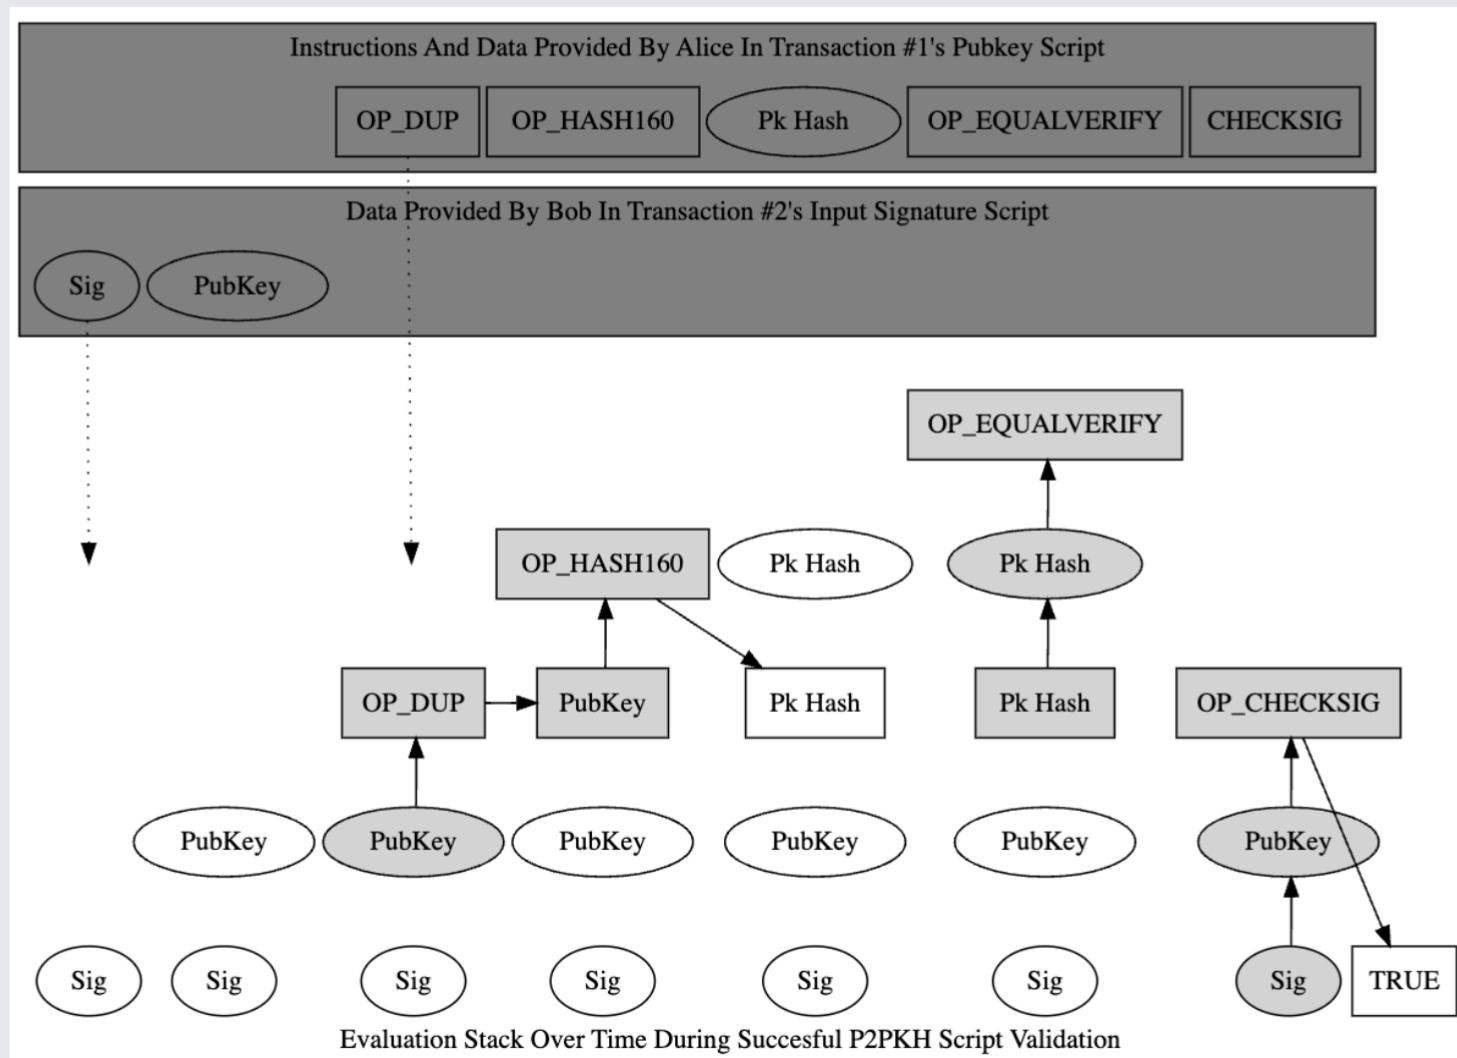 Instructions And Data Provided By Alice In Transaction #1's Pubkey Script
OP_DUP OP_HASH160 Pk Hash OP_EQUALVERIFY CHECKSIG
Data Provided By Bob In Transaction #2's Input Signature Script
Sig PubKey
OP_EQUALVERIFY
OP_HASH160 Pk Hash Pk Hash
OP_DUP PubKey Pk Hash Pk Hash OP_CHECKSIG
PubKey PubKey PubKey PubKey PubKey PubKey
Sig Sig Sig Sig Sig Sig Sig TRUE
Evaluation Stack Over Time During Succesful P2PKH Script Validation